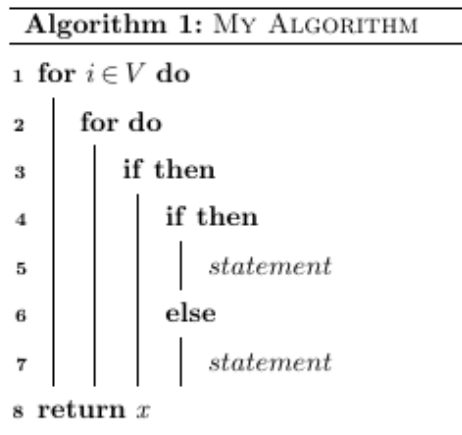 Algorithm 1: MY ALGORITHM
1 for i ∈ V do
2 for do
3 if then
4 if then
5 statement
6 else
7 statement
8 return x